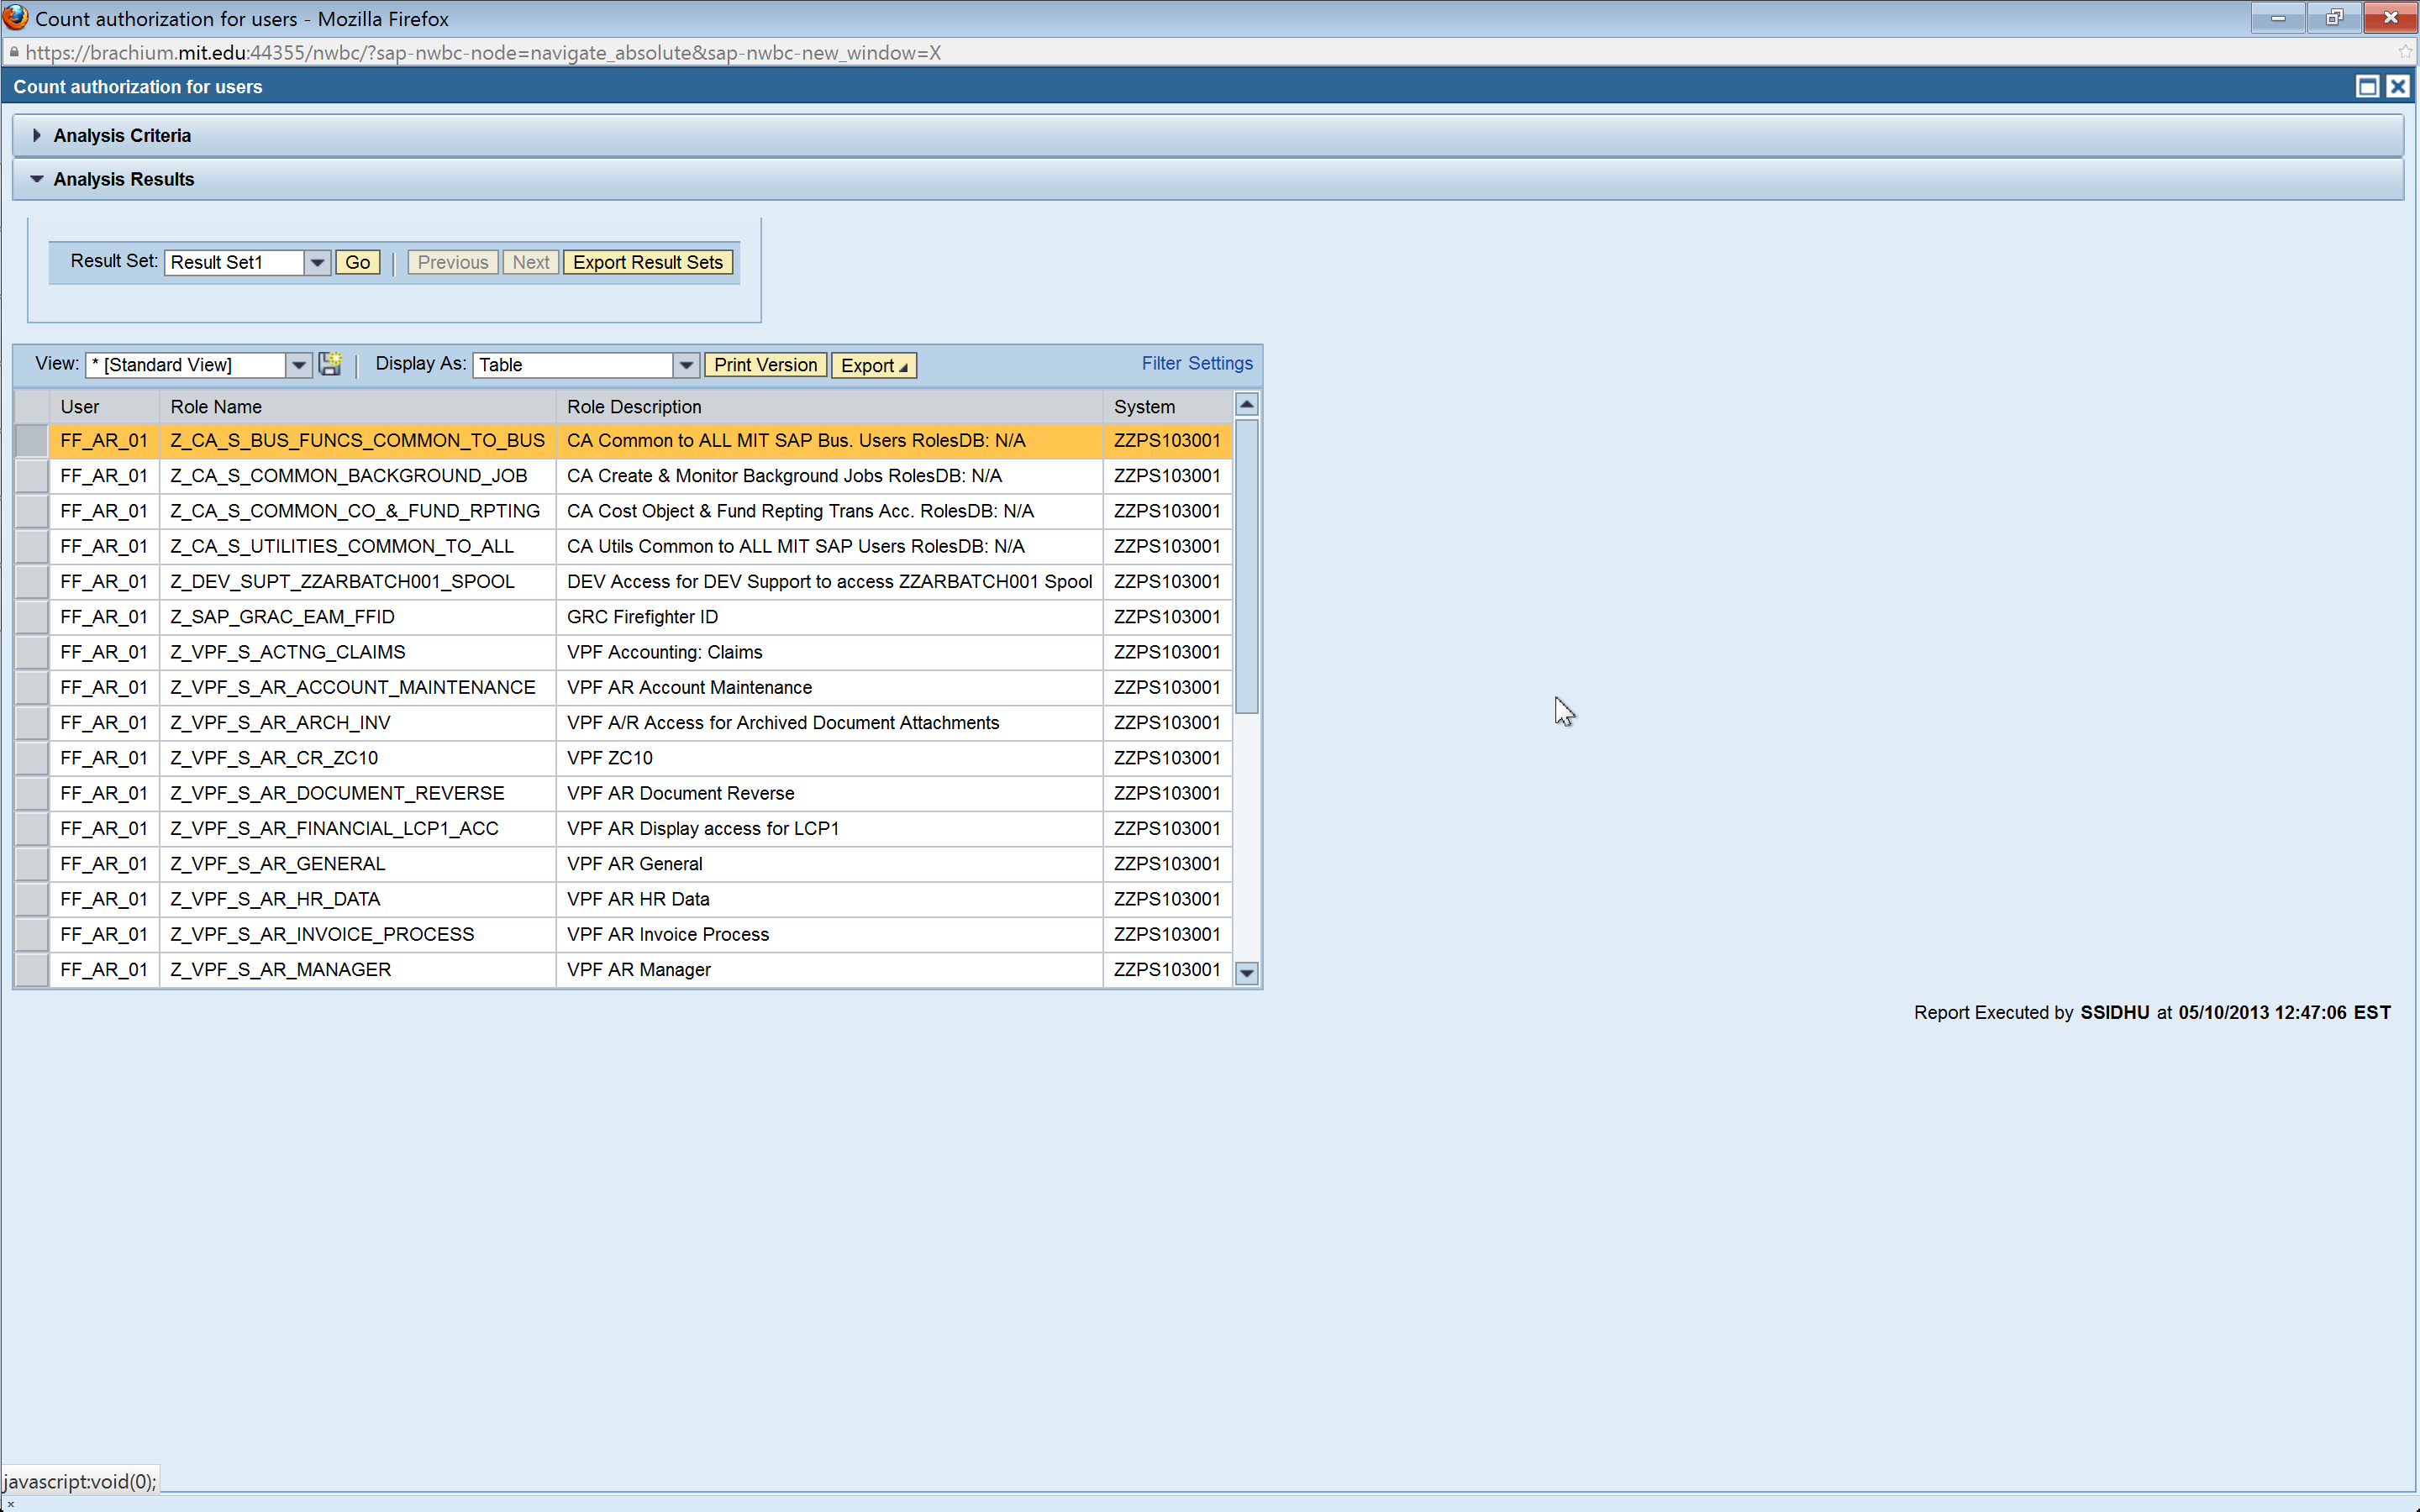 Count authorization for users - Mozilla Firefox
https://brachium.mit.edu:44355/nwbc/?sap-nwbc-node=navigate_absolute&sap-nwbc-new_window=X
Count authorization for users
Analysis Criteria
Analysis Results
Result Set: Result Set1 Go Previous Next Export Result Sets
View: * [Standard View] Display As: Table Print Version Export Filter Settings
User Role Name Role Description System
FF_AR_01 Z_CA_S_BUS_FUNCS_COMMON_TO_BUS CA Common to ALL MIT SAP Bus. Users RolesDB: N/A ZZPS103001
FF_AR_01 Z_CA_S_COMMON_BACKGROUND_JOB CA Create & Monitor Background Jobs RolesDB: N/A ZZPS103001
FF_AR_01 Z_CA_S_COMMON_CO_&_FUND_RPTING CA Cost Object & Fund Repting Trans Acc. RolesDB: N/A ZZPS103001
FF_AR_01 Z_CA_S_UTILITIES_COMMON_TO_ALL CA Utils Common to ALL MIT SAP Users RolesDB: N/A ZZPS103001
FF_AR_01 Z_DEV_SUPT_ZZARBATCH001_SPOOL DEV Access for DEV Support to access ZZARBATCH001 Spool ZZPS103001
FF_AR_01 Z_SAP_GRAC_EAM_FFID GRC Firefighter ID ZZPS103001
FF_AR_01 Z_VPF_S_ACTNG_CLAIMS VPF Accounting: Claims ZZPS103001
FF_AR_01 Z_VPF_S_AR_ACCOUNT_MAINTENANCE VPF AR Account Maintenance ZZPS103001
FF_AR_01 Z_VPF_S_AR_ARCH_INV VPF A/R Access for Archived Document Attachments ZZPS103001
FF_AR_01 Z_VPF_S_AR_CR_ZC10 VPF ZC10 ZZPS103001
FF_AR_01 Z_VPF_S_AR_DOCUMENT_REVERSE VPF AR Document Reverse ZZPS103001
FF_AR_01 Z_VPF_S_AR_FINANCIAL_LCP1_ACC VPF AR Display access for LCP1 ZZPS103001
FF_AR_01 Z_VPF_S_AR_GENERAL VPF AR General ZZPS103001
FF_AR_01 Z_VPF_S_AR_HR_DATA VPF AR HR Data ZZPS103001
FF_AR_01 Z_VPF_S_AR_INVOICE_PROCESS VPF AR Invoice Process ZZPS103001
FF_AR_01 Z_VPF_S_AR_MANAGER VPF AR Manager ZZPS103001
Report Executed by SSIDHU at 05/10/2013 12:47:06 EST
javascript:void(0);